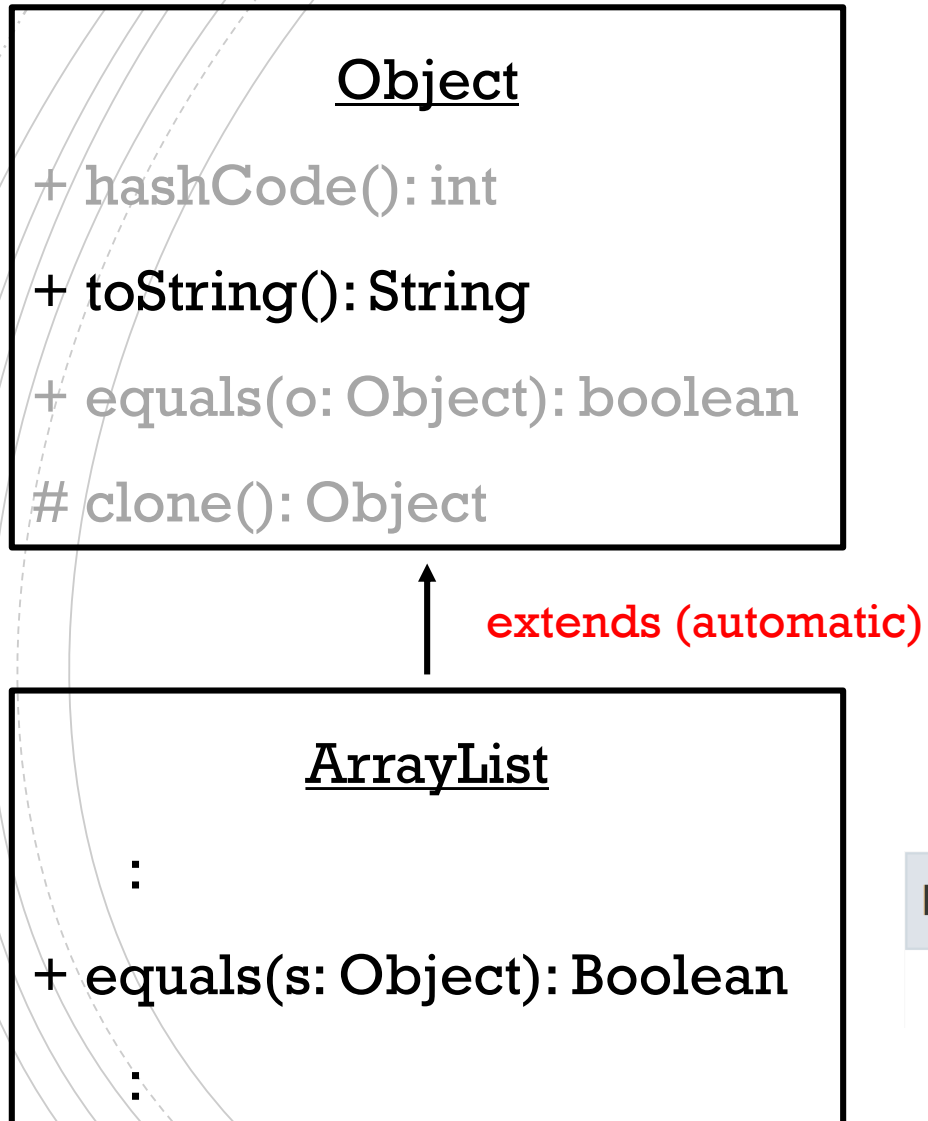 Object
+ hashCode(): int
+ toString(): String
+ equals(o: Object): boolean
# clone(): Object
extends (automatic)
ArrayList
:
+ equals(s: Object): Boolean
: